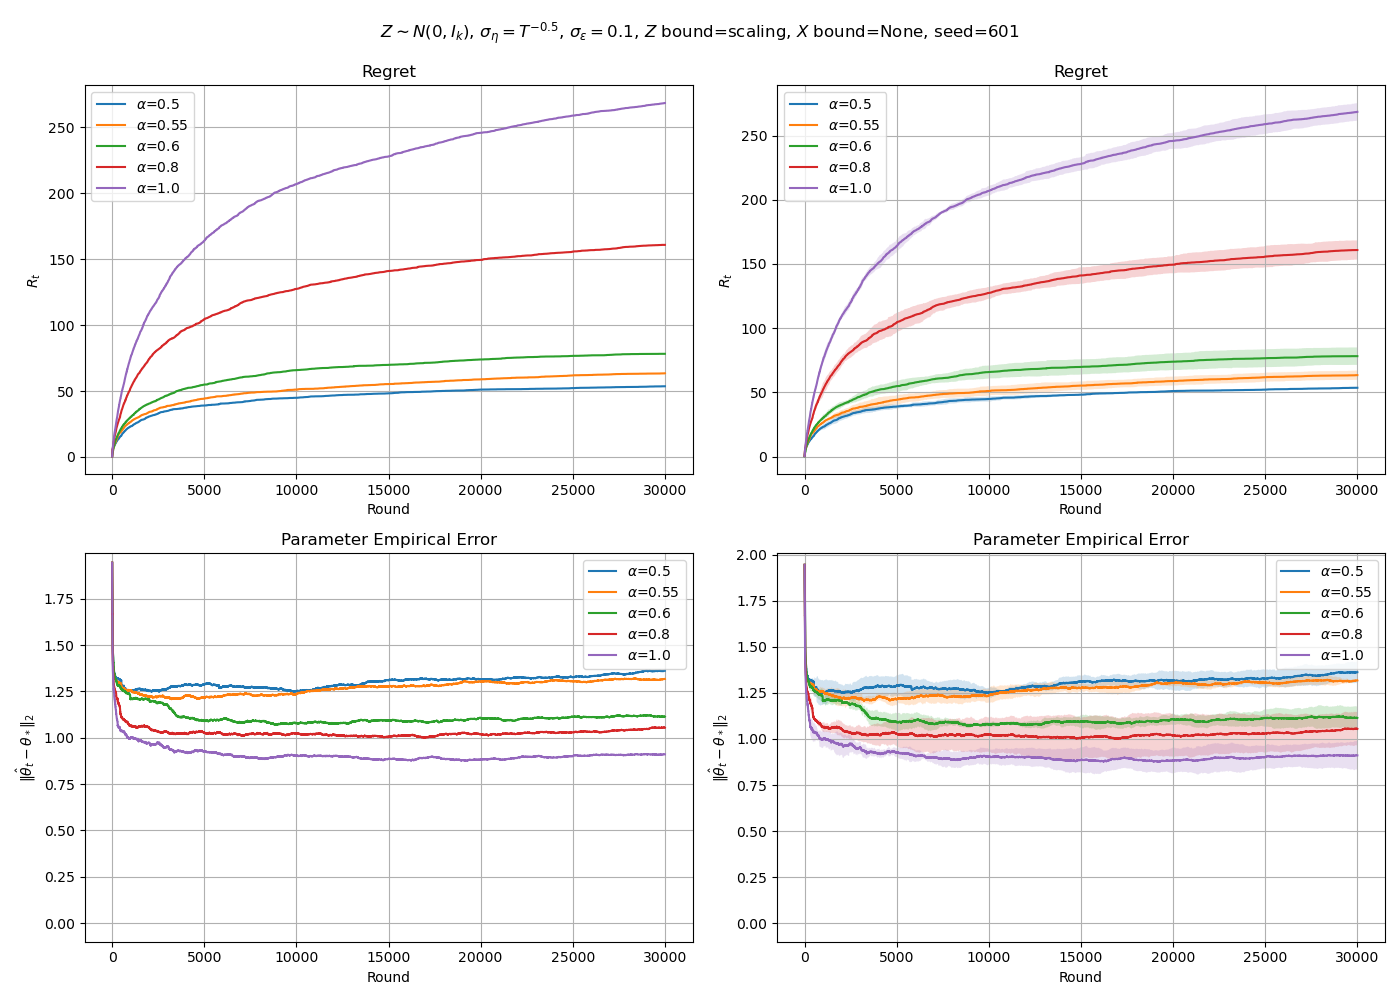 Z ∼ N(0, I_k), σ_η = T^{−0.5}, σ_ε = 0.1, Z bound=scaling, X bound=None, seed=601
Regret
R_t
250
200
150
100
50
0
α=0.5
α=0.55
α=0.6
α=0.8
α=1.0
0 5000 10000 15000 20000 25000 30000
Round
Regret
R_t
250
200
150
100
50
0
α=0.5
α=0.55
α=0.6
α=0.8
α=1.0
0 5000 10000 15000 20000 25000 30000
Round
Parameter Empirical Error
‖θ̂_t − θ_*‖_2
1.75
1.50
1.25
1.00
0.75
0.50
0.25
0.00
α=0.5
α=0.55
α=0.6
α=0.8
α=1.0
0 5000 10000 15000 20000 25000 30000
Round
Parameter Empirical Error
‖θ̂_t − θ_*‖_2
2.00
1.75
1.50
1.25
1.00
0.75
0.50
0.25
0.00
α=0.5
α=0.55
α=0.6
α=0.8
α=1.0
0 5000 10000 15000 20000 25000 30000
Round